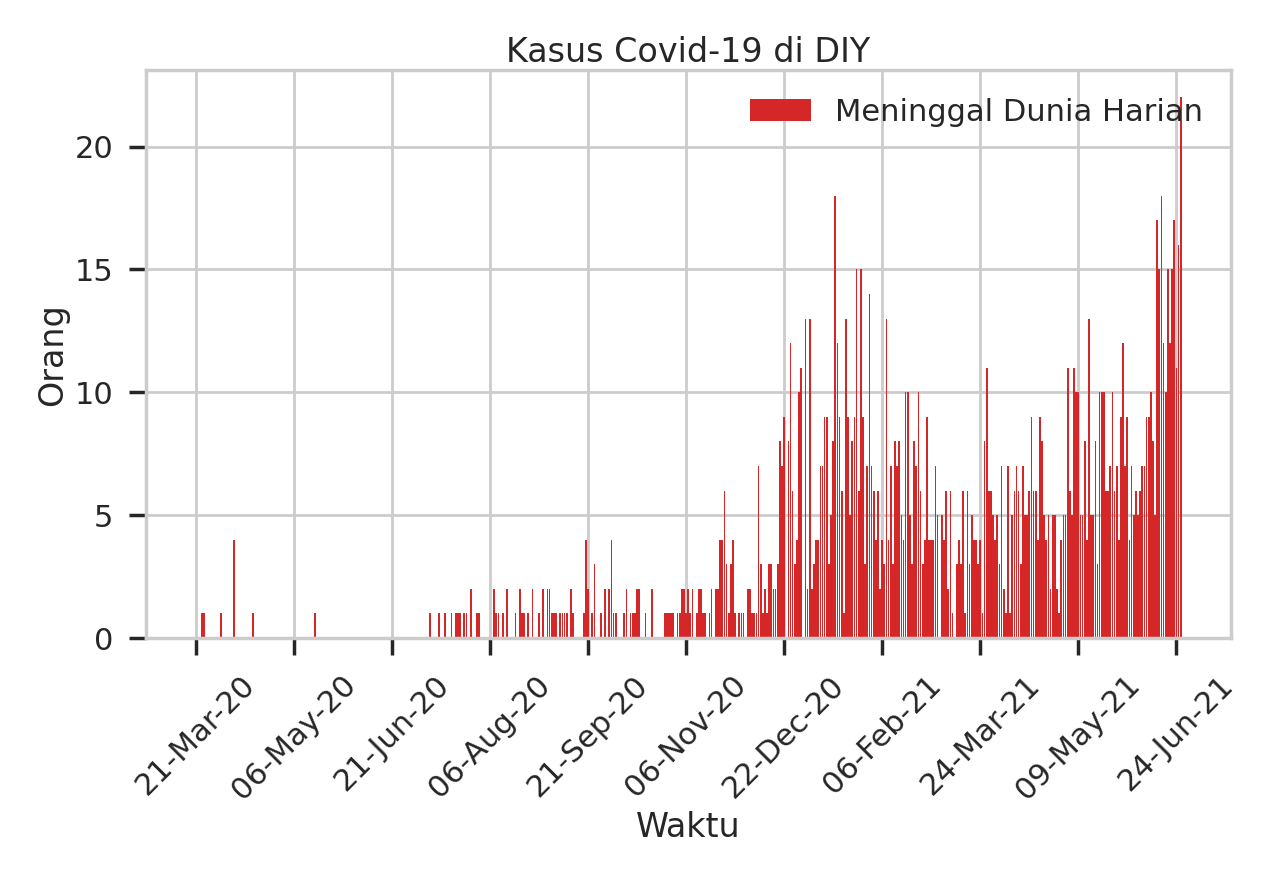 Kasus Covid-19 di DIY
Meninggal Dunia Harian
20
15
10
5
0
Orang
21-Mar-20
06-May-20
21-Jun-20
06-Aug-20
21-Sep-20
06-Nov-20
22-Dec-20
06-Feb-21
24-Mar-21
09-May-21
24-Jun-21
Waktu